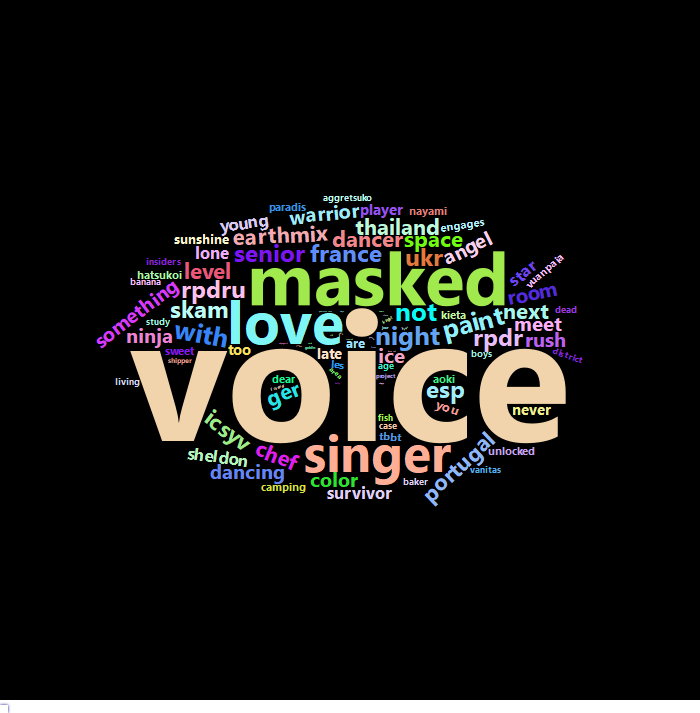 aggretsuko
paradis
warrior
player
nayami
young
thailand
engages
sunshine
earthmix
dancer
space
angel
lone
senior
france
ukr
star
yuanpaia
insiders
level
masked
hatsukoi
banana
rpdru
room
something
skam
love
not
kieta
paint
next
dead
study
ninja
with
night
rpdr
meet
rush
district
sweet
too
late
are
ice
boys
shipper
les
voice
living
dear
age
project
aoki
ger
esp
you
never
icsyv
fish
case
tbbt
sheldon
chef
singer
portugal
unlocked
dancing
color
vanitas
camping
survivor
baker